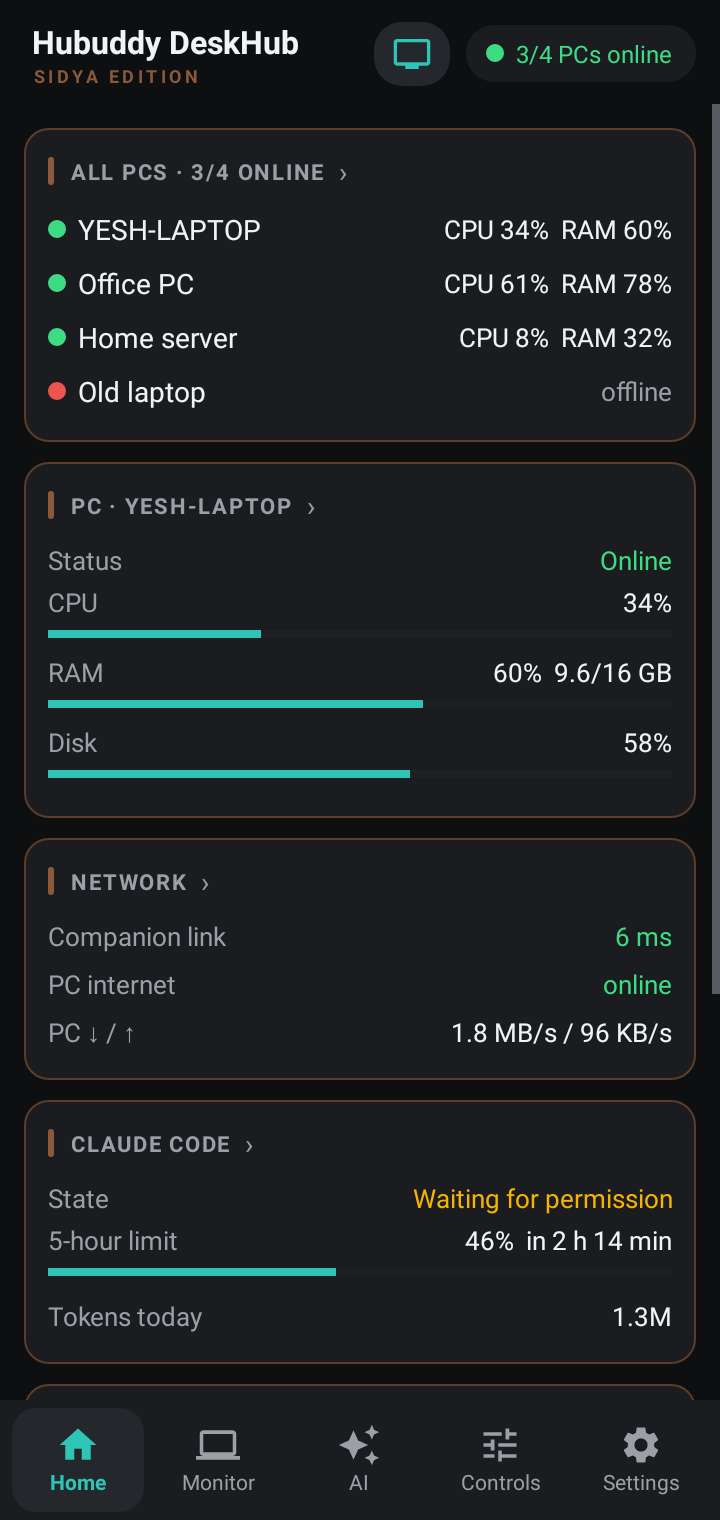 Hubuddy DeskHub
SIDYA EDITION
3/4 PCs online
ALL PCS · 3/4 ONLINE ›
YESH-LAPTOP CPU 34% RAM 60%
Office PC CPU 61% RAM 78%
Home server CPU 8% RAM 32%
Old laptop offline
PC · YESH-LAPTOP ›
Status Online
CPU 34%
RAM 60% 9.6/16 GB
Disk 58%
NETWORK ›
Companion link 6 ms
PC internet online
PC ↓ / ↑ 1.8 MB/s / 96 KB/s
CLAUDE CODE ›
State Waiting for permission
5-hour limit 46% in 2 h 14 min
Tokens today 1.3M
Home Monitor AI Controls Settings